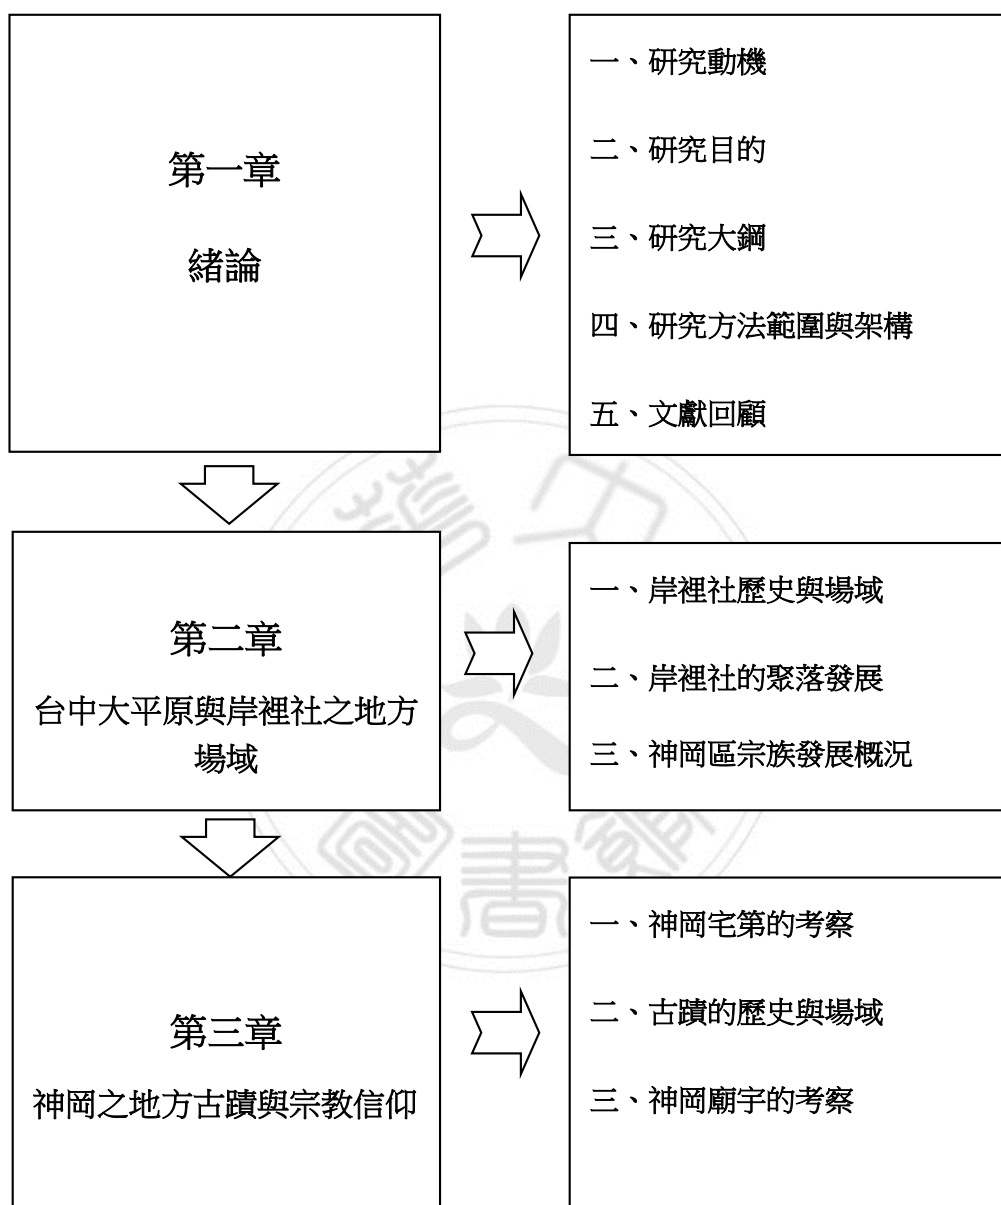 第一章
緒論
一、研究動機
二、研究目的
三、研究大鋼
四、研究方法範圍與架構
五、文獻回顧
第二章
台中大平原與岸裡社之地方
場域
一、岸裡社歷史與場域
二、岸裡社的聚落發展
三、神岡區宗族發展概況
第三章
神岡之地方古蹟與宗教信仰
一、神岡宅第的考察
二、古蹟的歷史與場域
三、神岡廟宇的考察